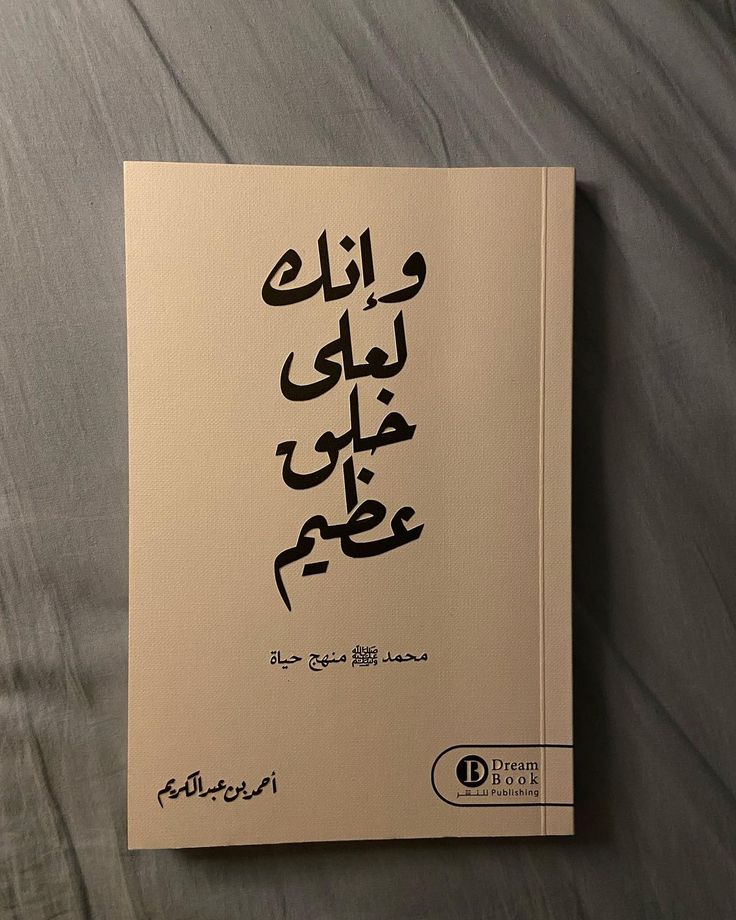 وإنك
لعلى
خلق
عظيم
محمد ﷺ منهج حياة
أحمد بن عبد الكريم
B Dream
Book
للنشر Publishing